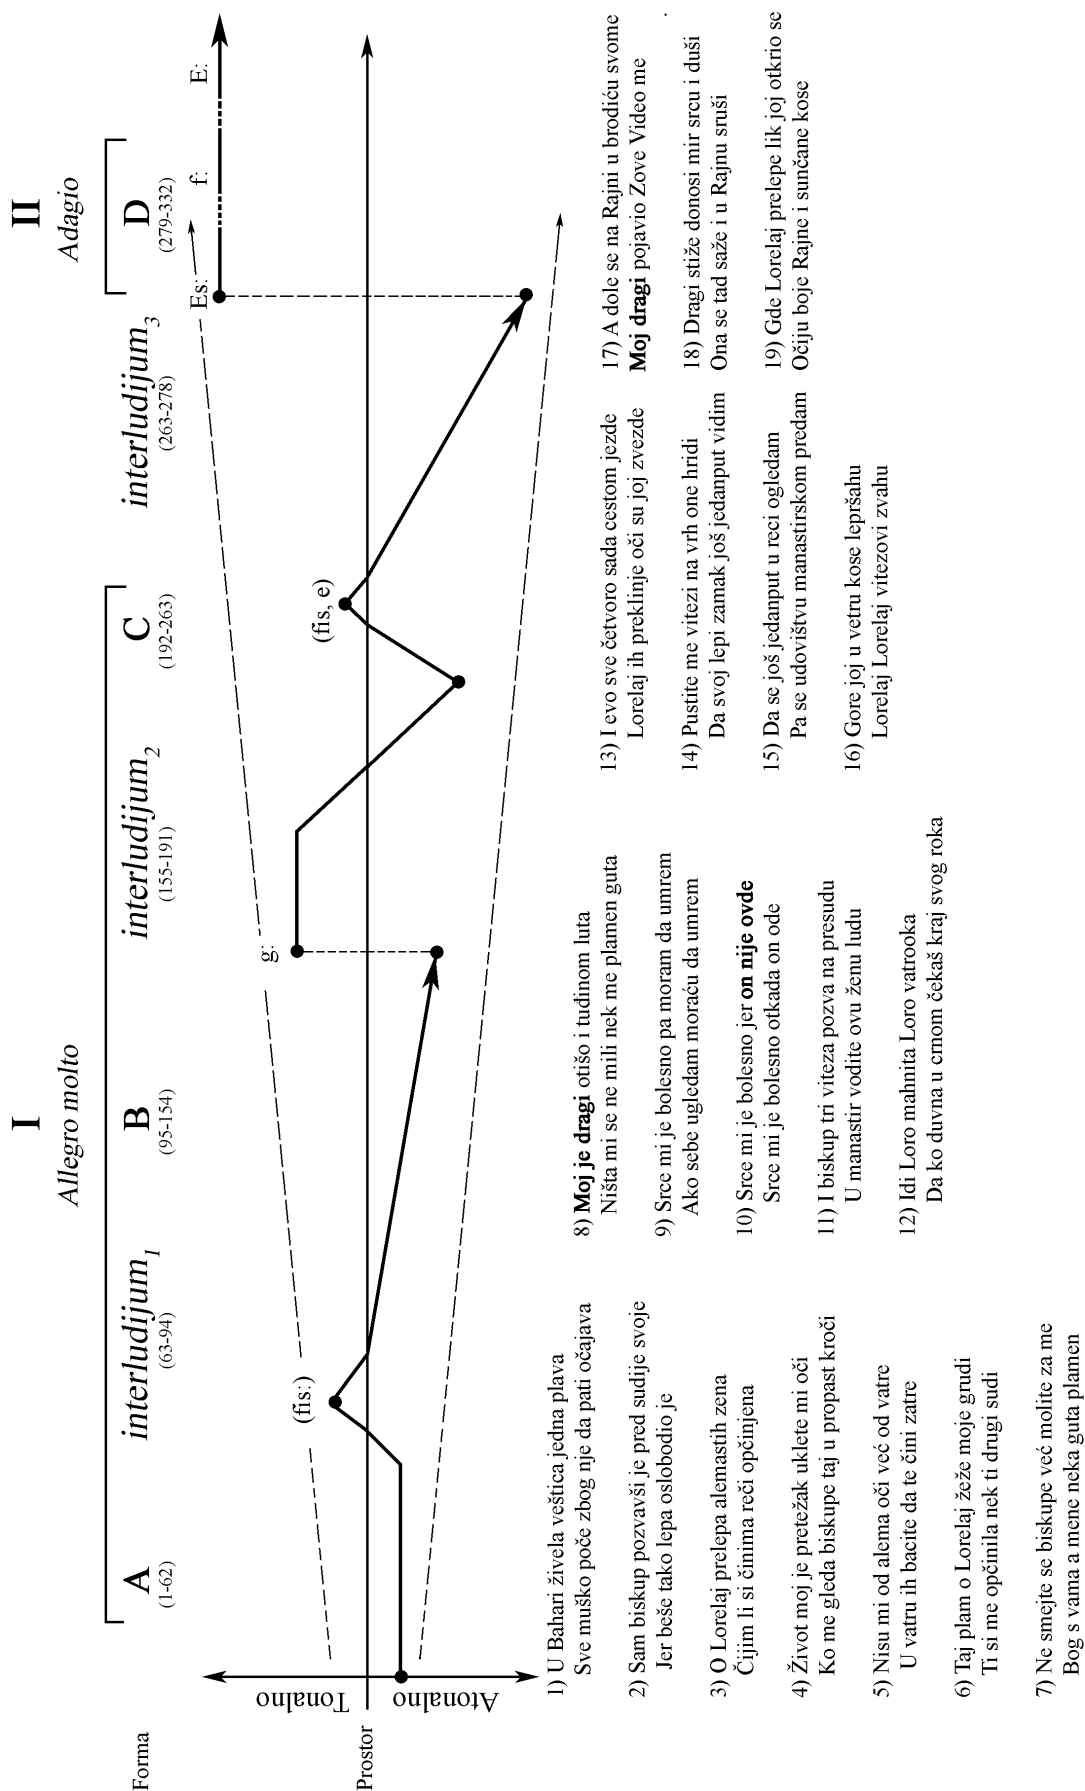 I
II
Allegro molto
Adagio
Forma
A
interludijum1
B
interludijum2
C
interludijum3
D
(1-62)
(63-94)
(95-154)
(155-191)
(192-263)
(263-278)
(279-332)
Es:
f:
E:
g:
(fis:)
(fis, e)
Tonalno
Prostor
Atonalno
1) U Bahari živela veštica jedna plava
Sve muško poče zbog nje da pati očajava
2) Sam biskup pozvavši je pred sudije svoje
Jer beše tako lepa oslobodio je
3) O Lorelaj prelepa alemastih zena
Čijim li si činima reči opčinjena
4) Život moj je pretežak uklete mi oči
Ko me gleda biskupe taj u propast kroči
5) Nisu mi od alema oči već od vatre
U vatru ih bacite da te čini zatre
6) Taj plam o Lorelaj žeže moje grudi
Ti si me opčinila nek ti drugi sudi
7) Ne smejte se biskupe već molite za me
Bog s vama a mene neka guta plamen
8) Moj je dragi otišo i tuđinom luta
Ništa mi se ne mili nek me plamen guta
9) Srce mi je bolesno pa moram da umrem
Ako sebe ugledam moraću da umrem
10) Srce mi je bolesno jer on nije ovde
Srce mi je bolesno otkada on ode
11) I biskup tri viteza pozva na presudu
U manastir vodite ovu ženu ludu
12) Idi Loro mahnita Loro vatrooka
Da ko duvna u crnom čekaš kraj svog roka
13) I evo sve četvoro sada cestom jezde
Lorelaj ih preklinje oči su joj zvezde
14) Pustite me vitezi na vrh one hridi
Da svoj lepi zamak još jedanput vidim
15) Da se još jedanput u reci ogledam
Pa se udovištvu manastirskom predam
16) Gore joj u vetru kose lepršahu
Lorelaj Lorelaj vitezovi zvahu
17) A dole se na Rajni u brodiću svome
Moj dragi pojavio Zove Video me
18) Dragi stiže donosi mir srcu i duši
Ona se tad saže i u Rajnu sruši
19) Gde Lorelaj prelepe lik joj otkrio se
Očiju boje Rajne i sunčane kose